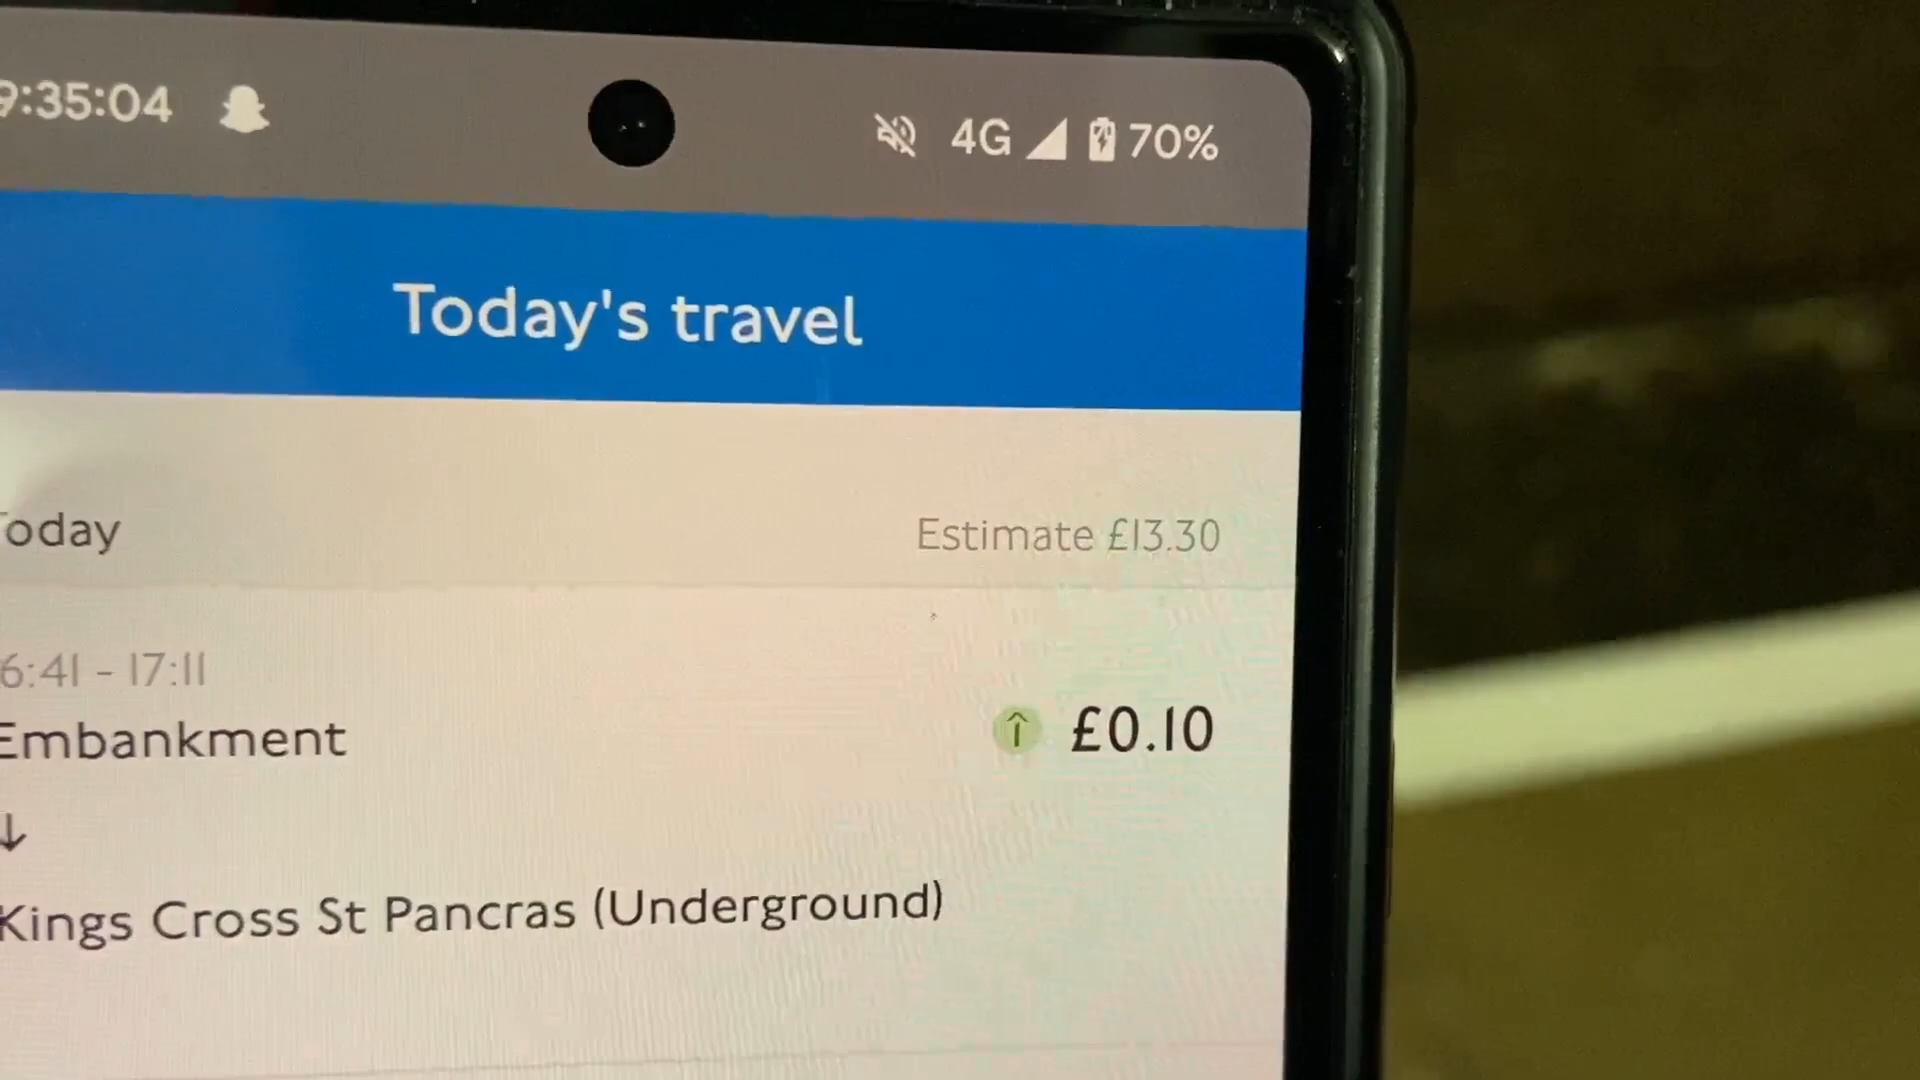 9:35:04 4G 70%
Today's travel
Today Estimate £13.30
6:41 - 17:11
Embankment £0.10
↓
Kings Cross St Pancras (Underground)